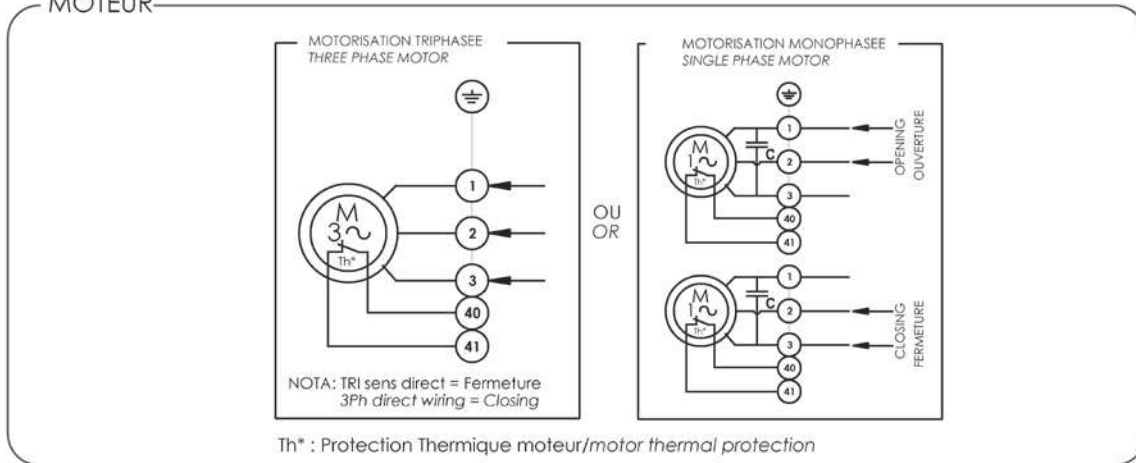 MOTEUR
MOTORISATION TRIPHASEE
THREE PHASE MOTOR
1
2
3
40
41
M
3~
Th*
NOTA: TRI sens direct = Fermeture
3Ph direct wiring = Closing
OU
OR
MOTORISATION MONOPHASEE
SINGLE PHASE MOTOR
M
1~
Th*
C
1
2
3
40
41
OPENING
OUVERTURE
M
1~
Th*
C
1
2
3
40
41
CLOSING
FERMETURE
Th* : Protection Thermique moteur/motor thermal protection